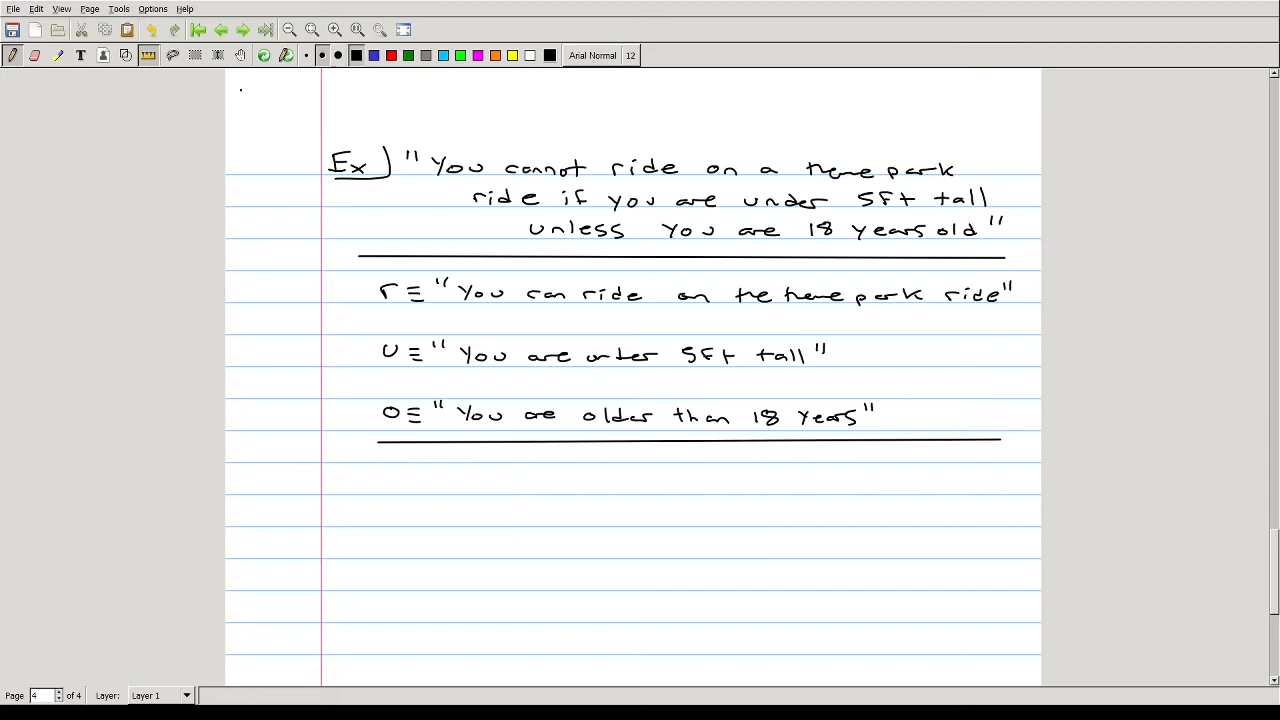 File Edit View Page Tools Options Help
T Arial Normal 12
Ex) "You cannot ride on a theme park
ride if you are under 5ft tall
unless you are 18 years old"
r ≡ "You can ride on the theme park ride"
u ≡ "You are under 5ft tall"
o ≡ "You are older than 18 years"
Page 4 of 4 Layer: Layer 1